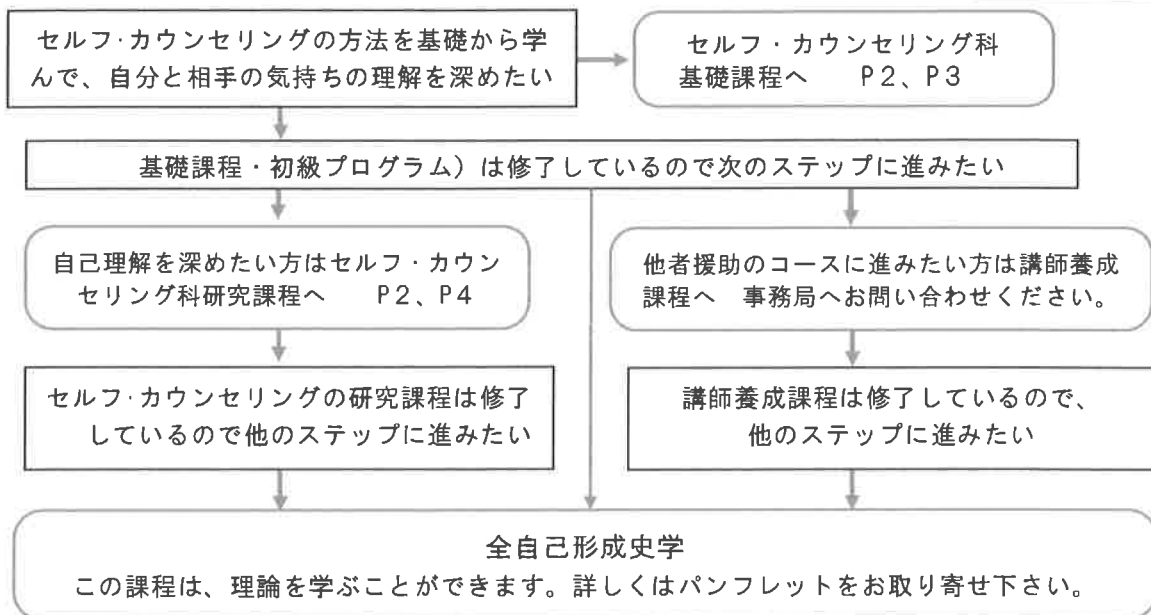 セルフ・カウンセリングの方法を基礎から学
んで、自分と相手の気持ちの理解を深めたい
セルフ・カウンセリング科
基礎課程へ　　P2、P3
基礎課程・初級プログラム）は修了しているので次のステップに進みたい
自己理解を深めたい方はセルフ・カウン
セリング科研究課程へ　　P2、P4
他者援助のコースに進みたい方は講師養成
課程へ　事務局へお問い合わせください。
セルフ・カウンセリングの研究課程は修了
しているので他のステップに進みたい
講師養成課程は修了しているので、
他のステップに進みたい
全自己形成史学
この課程は、理論を学ぶことができます。詳しくはパンフレットをお取り寄せ下さい。